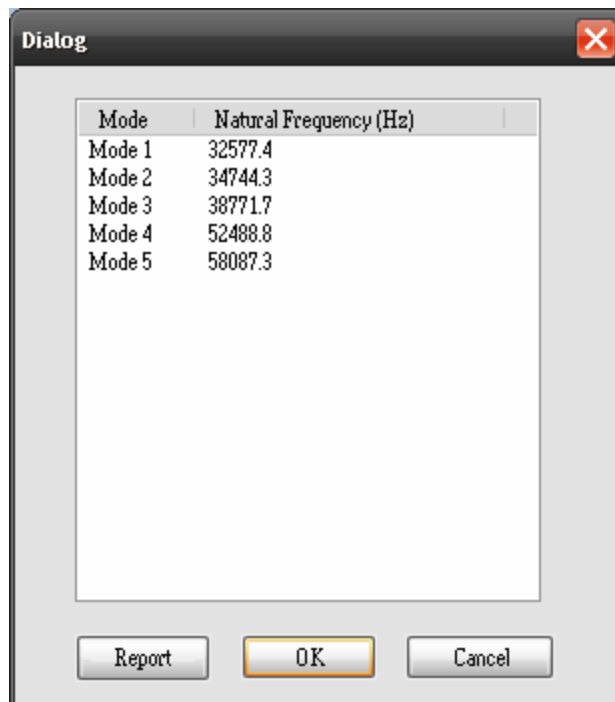 Dialog
Mode Natural Frequency (Hz)
Mode 1 32577.4
Mode 2 34744.3
Mode 3 38771.7
Mode 4 52488.8
Mode 5 58087.3
Report OK Cancel